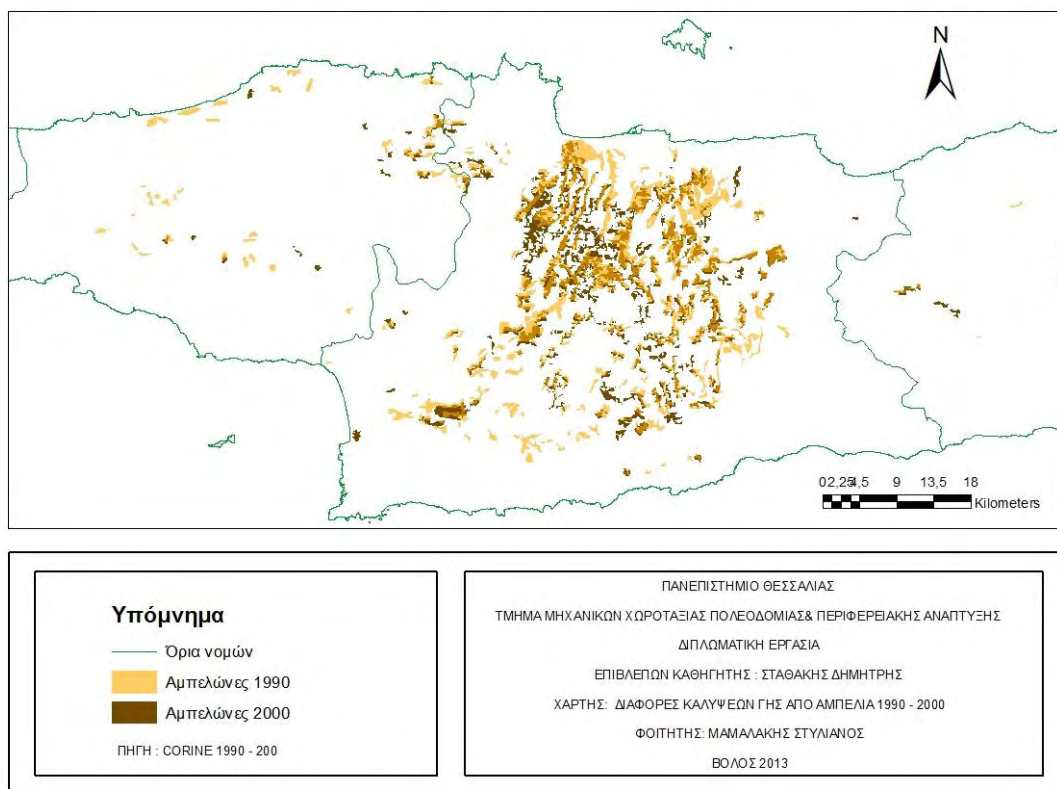 N
02,254,5 9 13,5 18
Kilometers
Υπόμνημα
Όρια νομών
Αμπελώνες 1990
Αμπελώνες 2000
ΠΗΓΗ : CORINE 1990 - 200
ΠΑΝΕΠΙΣΤΗΜΙΟ ΘΕΣΣΑΛΙΑΣ
ΤΜΗΜΑ ΜΗΧΑΝΙΚΩΝ ΧΩΡΟΤΑΞΙΑΣ ΠΟΛΕΟΔΟΜΙΑΣ& ΠΕΡΙΦΕΡΕΙΑΚΗΣ ΑΝΑΠΤΥΞΗΣ
ΔΙΠΛΩΜΑΤΙΚΗ ΕΡΓΑΣΙΑ
ΕΠΙΒΛΕΠΩΝ ΚΑΘΗΓΗΤΗΣ : ΣΤΑΘΑΚΗΣ ΔΗΜΗΤΡΗΣ
ΧΑΡΤΗΣ: ΔΙΑΦΟΡΕΣ ΚΑΛΥΨΕΩΝ ΓΗΣ ΑΠΟ ΑΜΠΕΛΙΑ 1990 - 2000
ΦΟΙΤΗΤΗΣ: ΜΑΜΑΛΑΚΗΣ ΣΤΥΛΙΑΝΟΣ
ΒΟΛΟΣ 2013